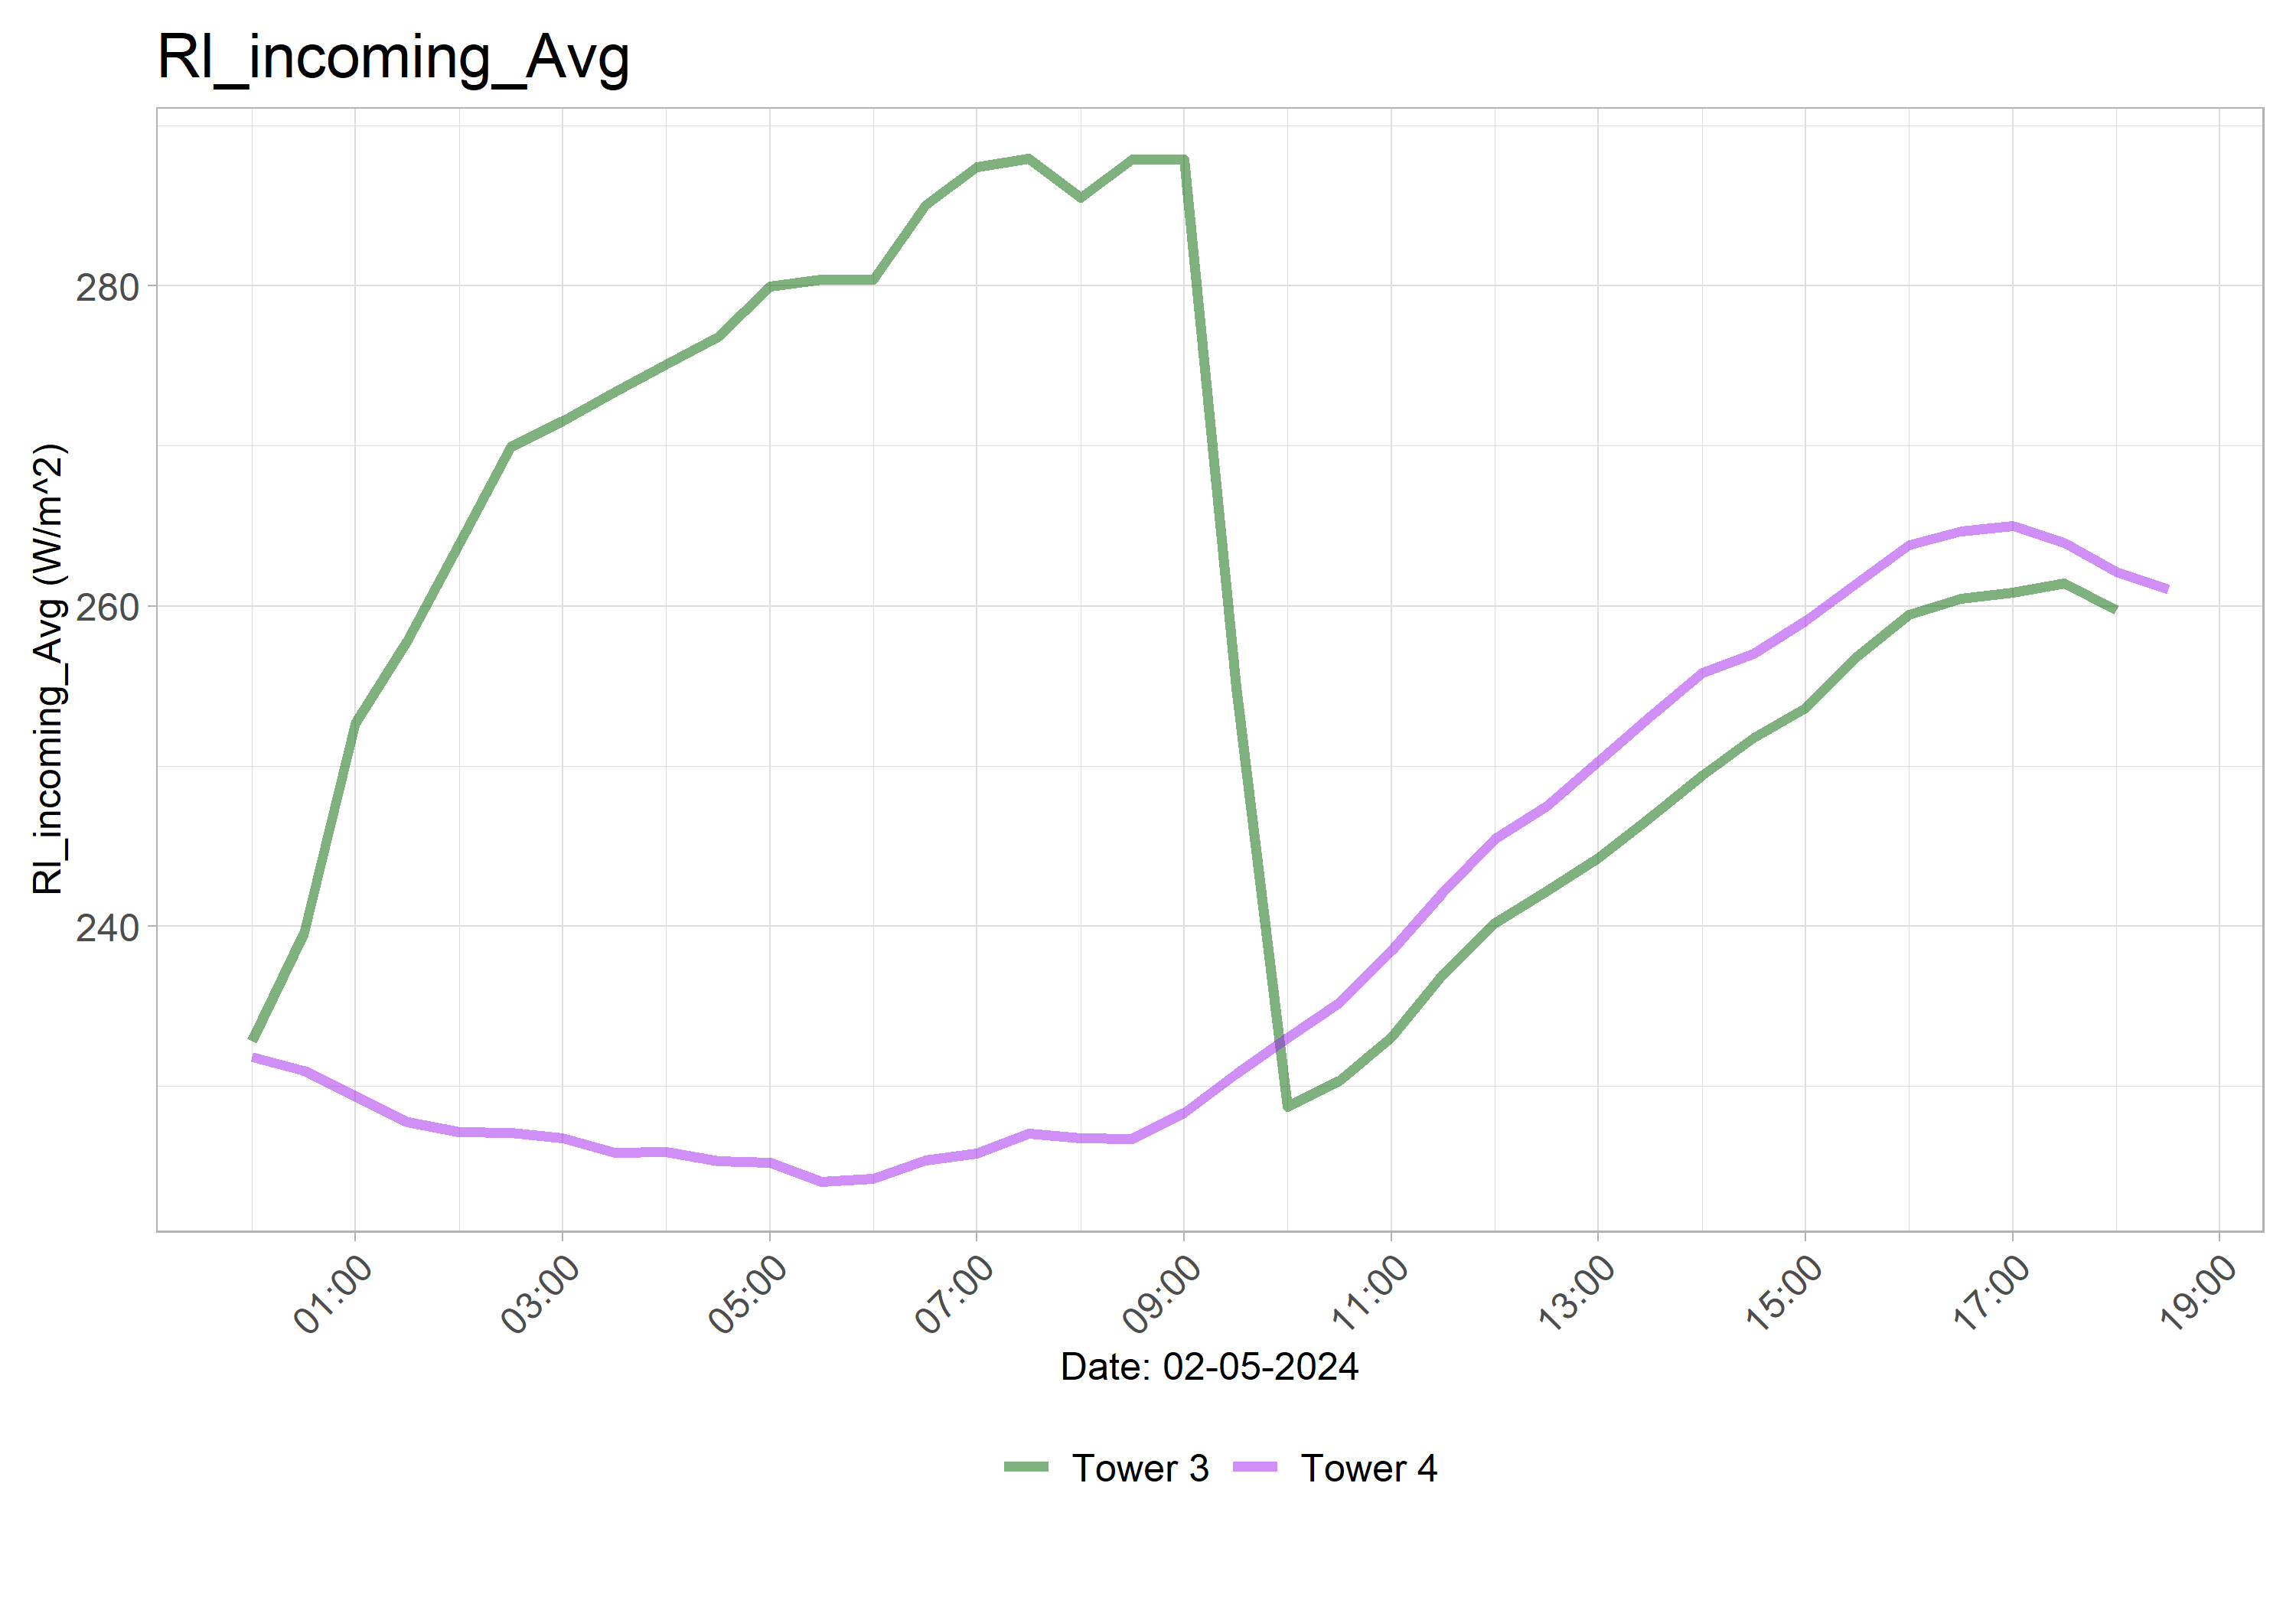 Rl_incoming_Avg
Rl_incoming_Avg (W/m^2)
280
260
240
01:00
03:00
05:00
07:00
09:00
11:00
13:00
15:00
17:00
19:00
Date: 02-05-2024
Tower 3
Tower 4